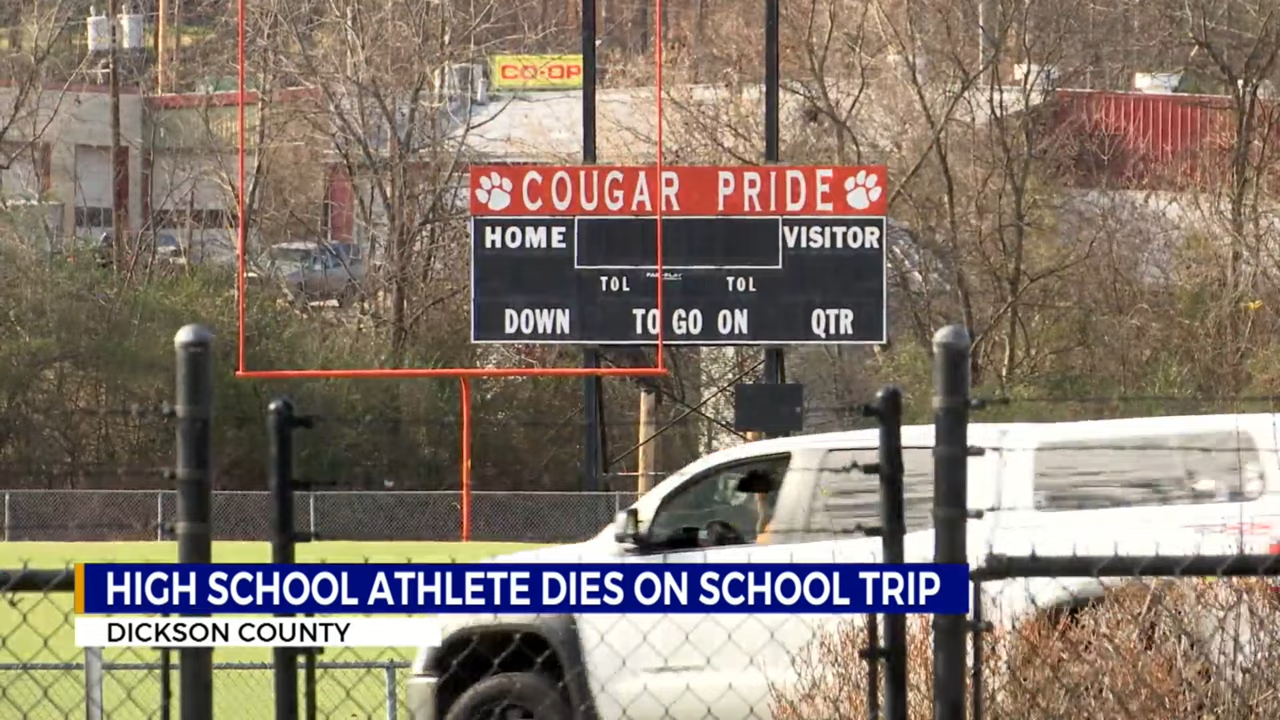 CO-OP
COUGAR PRIDE
HOME VISITOR
TOL TOL
DOWN TO GO ON QTR
HIGH SCHOOL ATHLETE DIES ON SCHOOL TRIP
DICKSON COUNTY